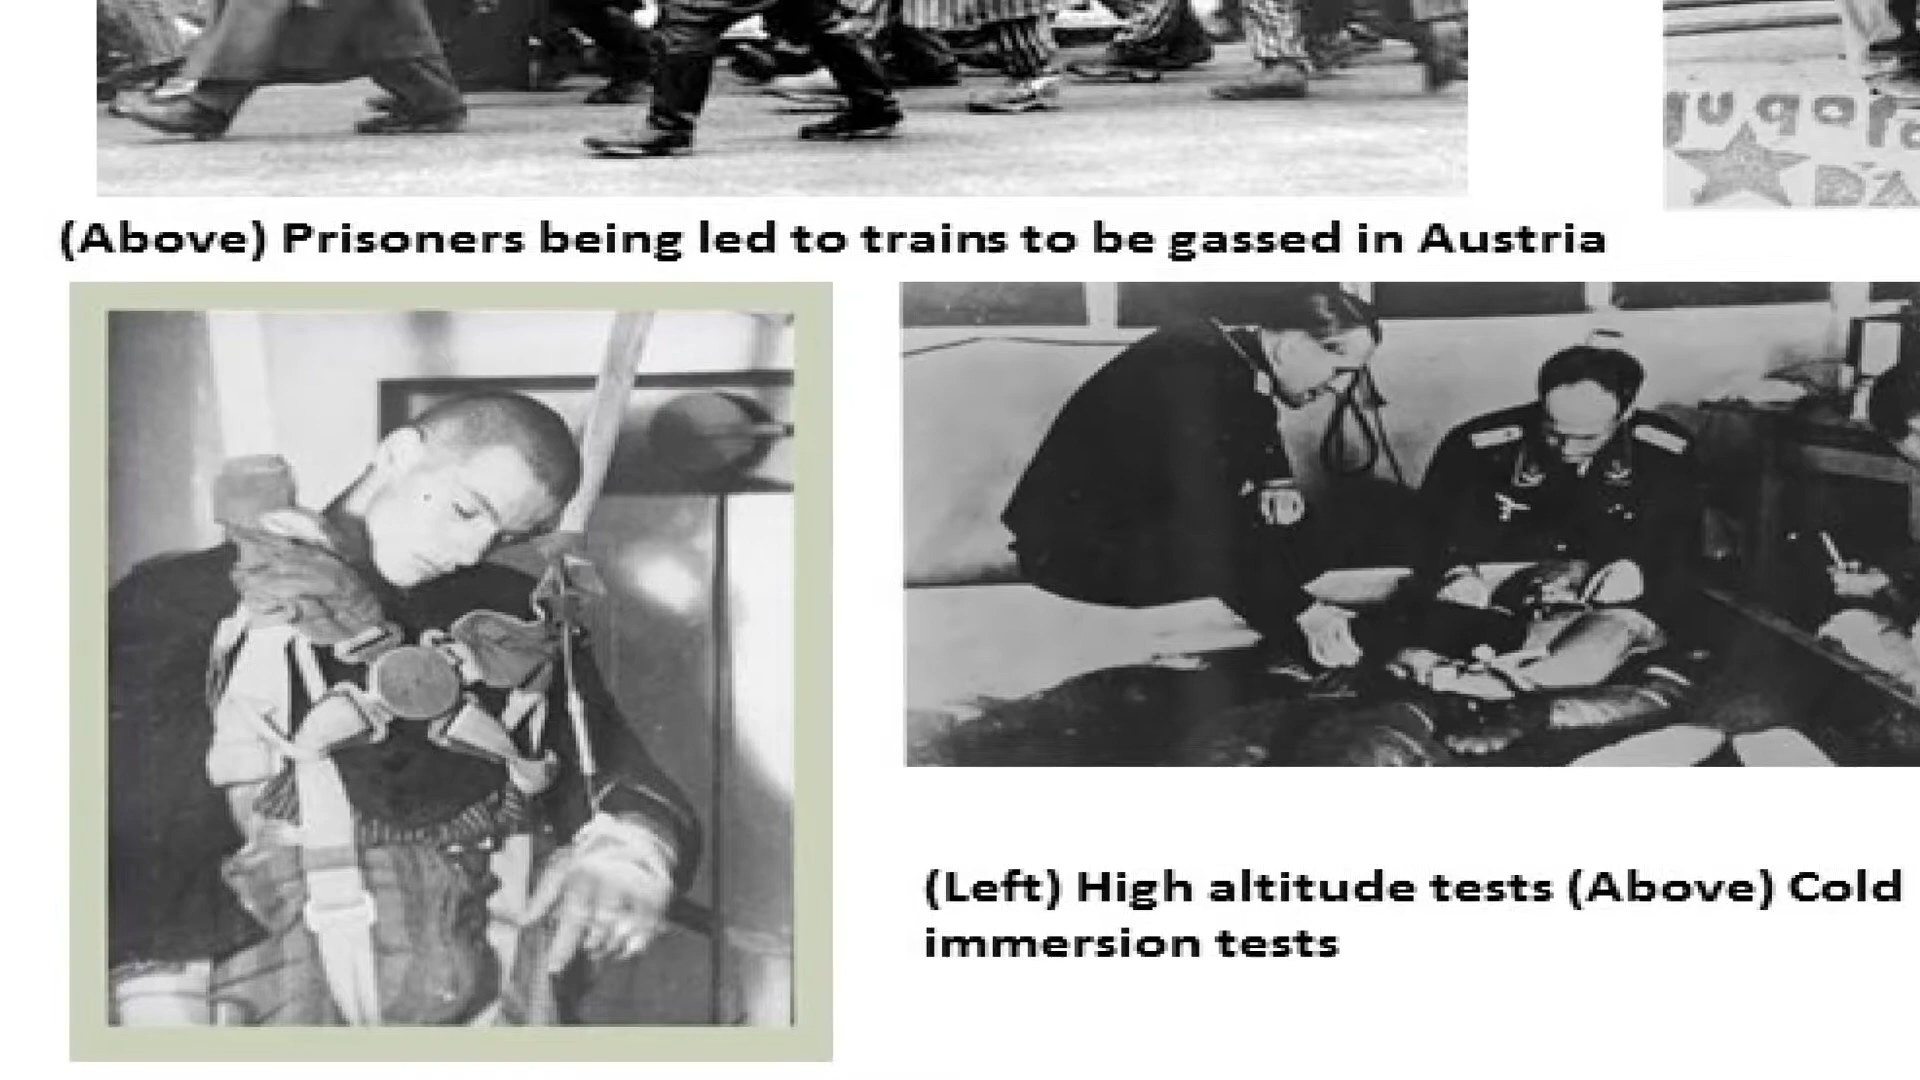 (Above) Prisoners being led to trains to be gassed in Austria
(Left) High altitude tests (Above) Cold
immersion tests